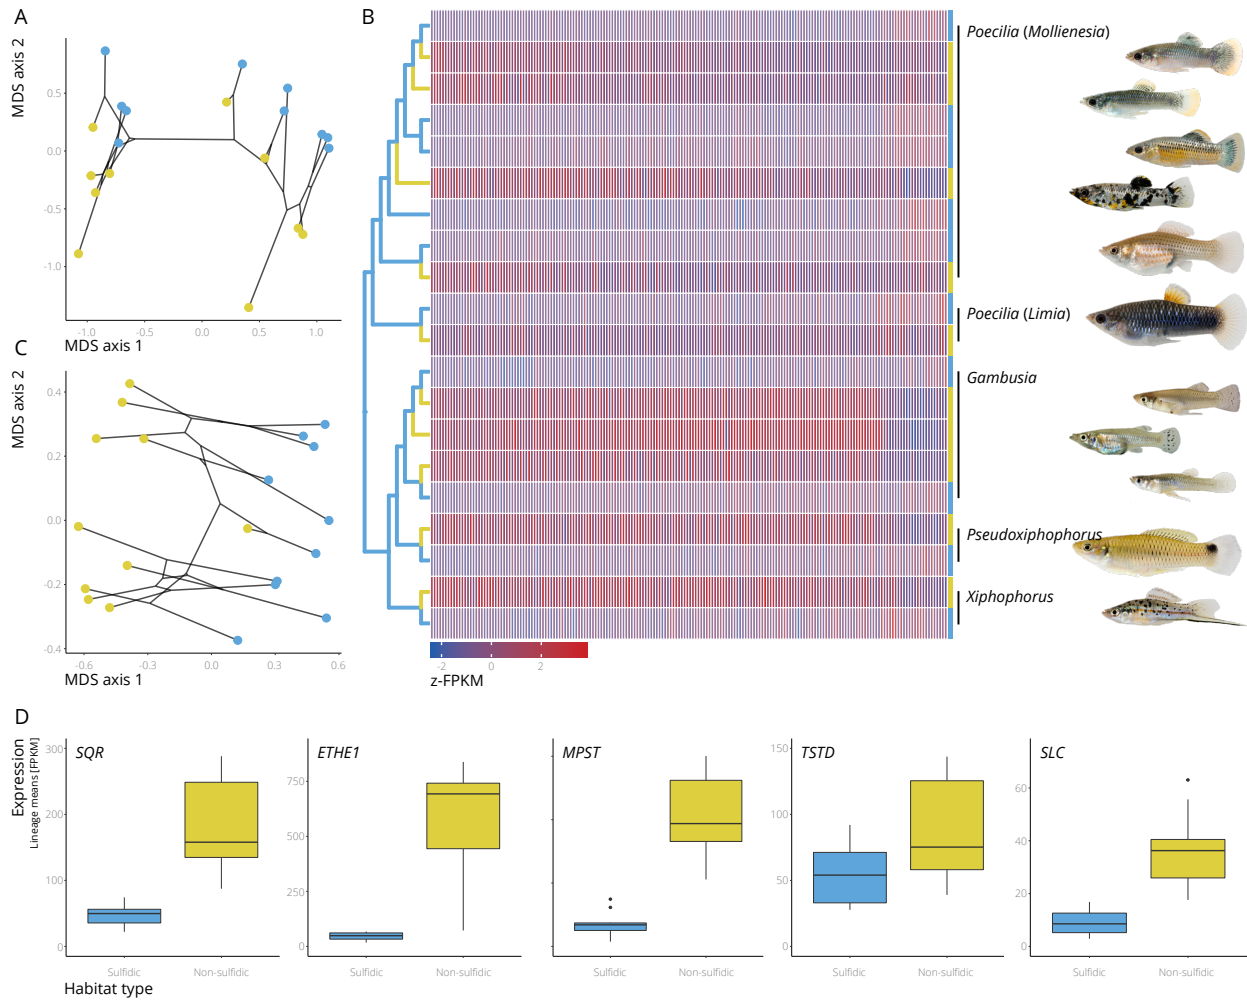 A
MDS axis 2
0.5
0.0
-0.5
-1.0
-1.0
-0.5
0.0
0.5
1.0
MDS axis 1
B
Poecilia (Mollienesia)
Poecilia (Limia)
Gambusia
Pseudoxiphophorus
Xiphophorus
-2
0
2
z-FPKM
C
MDS axis 2
0.4
0.2
0.0
-0.2
-0.4
-0.6
-0.3
0.0
0.3
0.6
MDS axis 1
D
Expression
Lineage means [FPKM]
SQR
300
200
100
0
Sulfidic
Non-sulfidic
ETHE1
750
500
250
0
Sulfidic
Non-sulfidic
MPST
Sulfidic
Non-sulfidic
TSTD
150
100
50
0
Sulfidic
Non-sulfidic
SLC
60
40
20
0
Sulfidic
Non-sulfidic
Habitat type